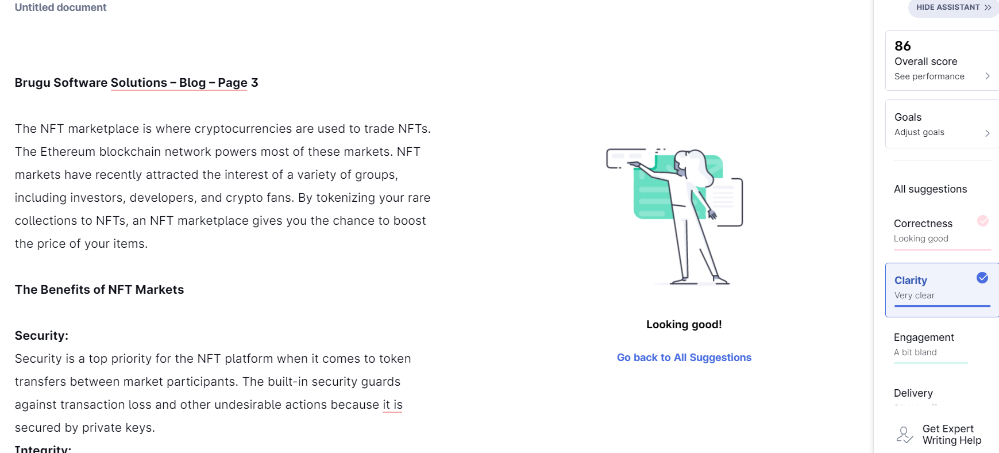 Untitled document
Brugu Software Solutions – Blog – Page 3
The NFT marketplace is where cryptocurrencies are used to trade NFTs.
The Ethereum blockchain network powers most of these markets. NFT
markets have recently attracted the interest of a variety of groups,
including investors, developers, and crypto fans. By tokenizing your rare
collections to NFTs, an NFT marketplace gives you the chance to boost
the price of your items.
The Benefits of NFT Markets
Security:
Security is a top priority for the NFT platform when it comes to token
transfers between market participants. The built-in security guards
against transaction loss and other undesirable actions because it is
secured by private keys.
Integrity:
Looking good!
Go back to All Suggestions
HIDE ASSISTANT
86
Overall score
See performance
Goals
Adjust goals
All suggestions
Correctness
Looking good
Clarity
Very clear
Engagement
A bit bland
Delivery
Get Expert
Writing Help